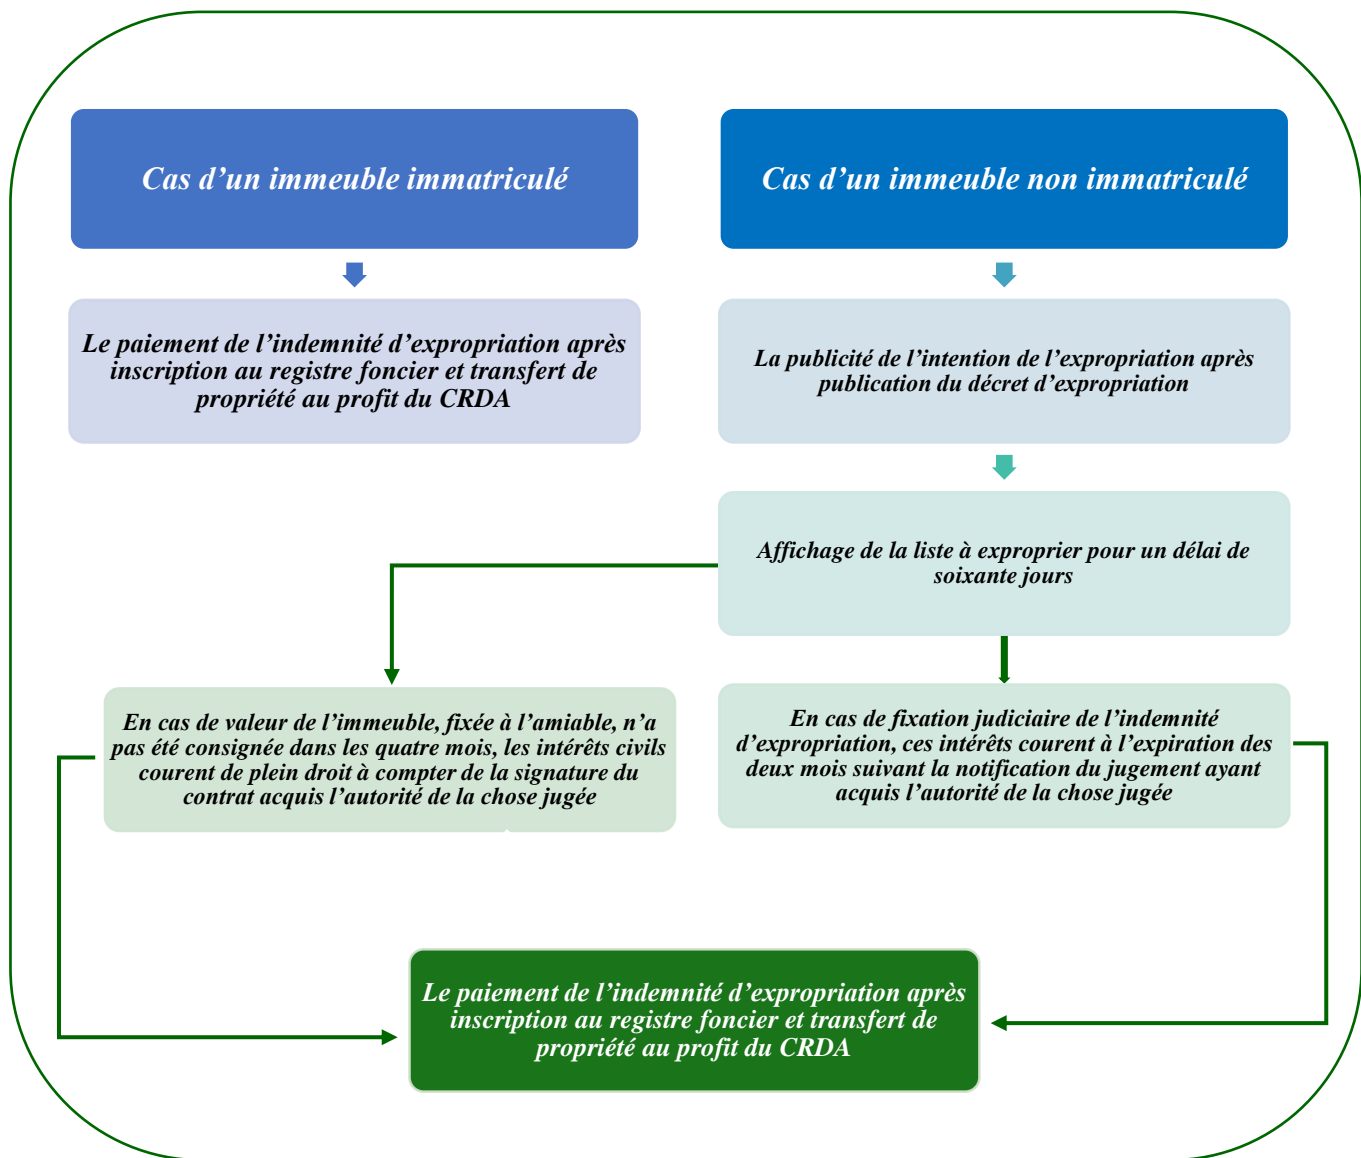 Cas d’un immeuble immatriculé
Cas d’un immeuble non immatriculé
Le paiement de l’indemnité d’expropriation après
inscription au registre foncier et transfert de
propriété au profit du CRDA
La publicité de l’intention de l’expropriation après
publication du décret d’expropriation
Affichage de la liste à exproprier pour un délai de
soixante jours
En cas de valeur de l’immeuble, fixée à l’amiable, n’a
pas été consignée dans les quatre mois, les intérêts civils
courent de plein droit à compter de la signature du
contrat acquis l’autorité de la chose jugée
En cas de fixation judiciaire de l’indemnité
d’expropriation, ces intérêts courent à l’expiration des
deux mois suivant la notification du jugement ayant
acquis l’autorité de la chose jugée
Le paiement de l’indemnité d’expropriation après
inscription au registre foncier et transfert de
propriété au profit du CRDA